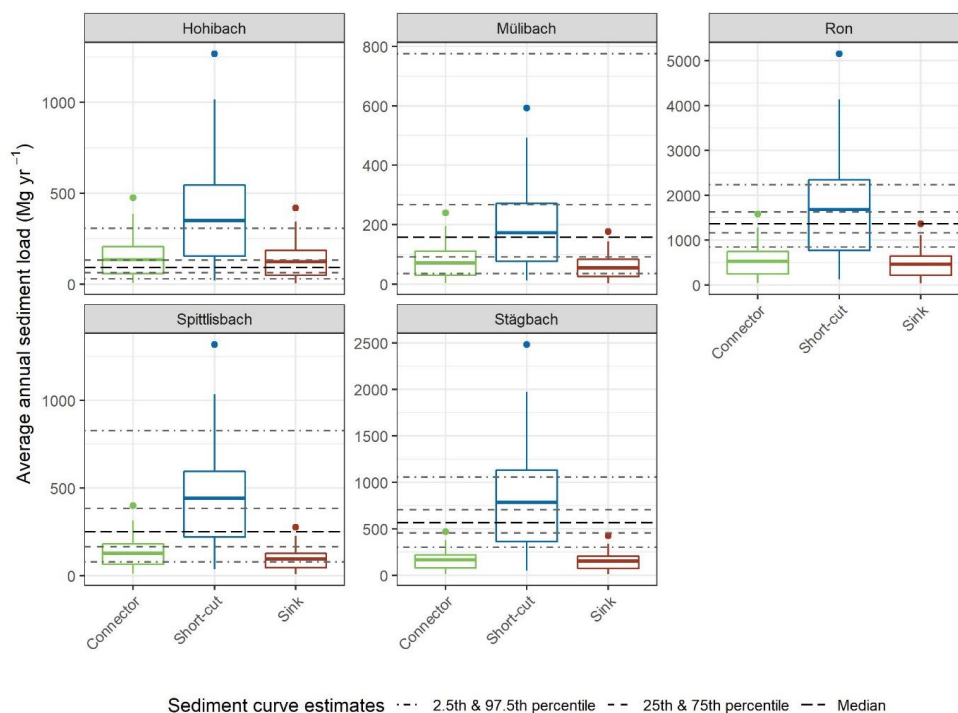 Hohibach
Mülibach
Ron
Average annual sediment load (Mg yr −1)
1000
500
0
800
600
400
200
0
5000
4000
3000
2000
1000
0
Connector
Short-cut
Sink
Spittlisbach
Stägbach
1000
500
0
2500
2000
1500
1000
500
0
Connector
Short-cut
Sink
Connector
Short-cut
Sink
Sediment curve estimates 2.5th & 97.5th percentile 25th & 75th percentile Median